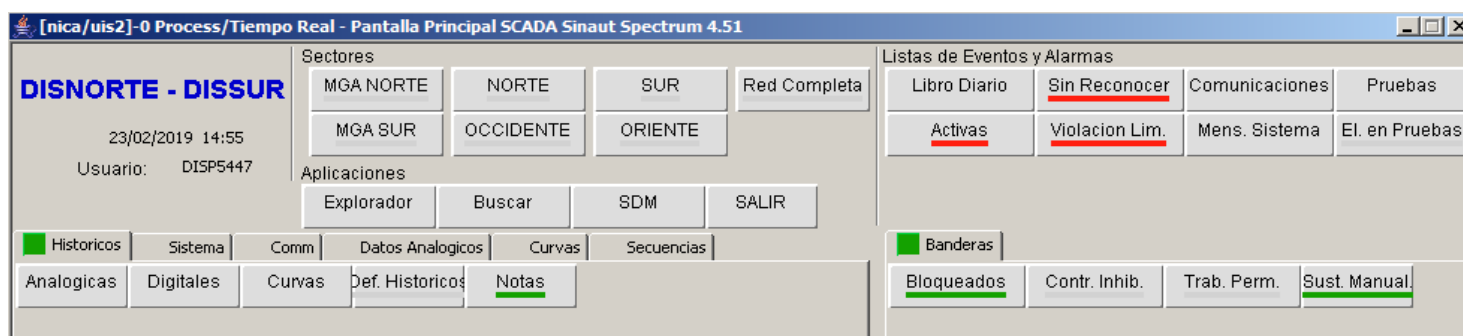 [nica/uis2]-0 Process/Tiempo Real - Pantalla Principal SCADA Sinaut Spectrum 4.51
DISNORTE - DISSUR
23/02/2019 14:55
Usuario: DISP5447
Sectores
MGA NORTE NORTE SUR Red Completa
MGA SUR OCCIDENTE ORIENTE
Aplicaciones
Explorador Buscar SDM SALIR
Listas de Eventos y Alarmas
Libro Diario Sin Reconocer Comunicaciones Pruebas
Activas Violacion Lim. Mens. Sistema El. en Pruebas
Historicos Sistema Comm Datos Analogicos Curvas Secuencias
Analogicas Digitales Curvas Def. Historicos Notas
Banderas
Bloqueados Contr. Inhib. Trab. Perm. Sust. Manual.